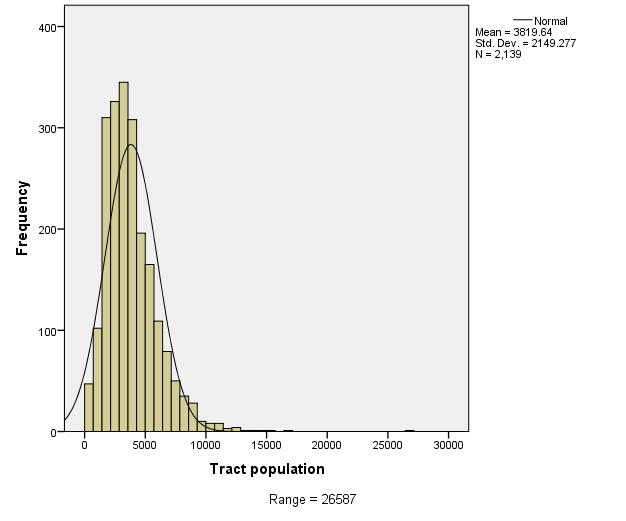 Normal
Mean = 3819.64
Std. Dev. = 2149.277
N = 2,139
400
300
200
100
0
Frequency
0 5000 10000 15000 20000 25000 30000
Tract population
Range = 26587